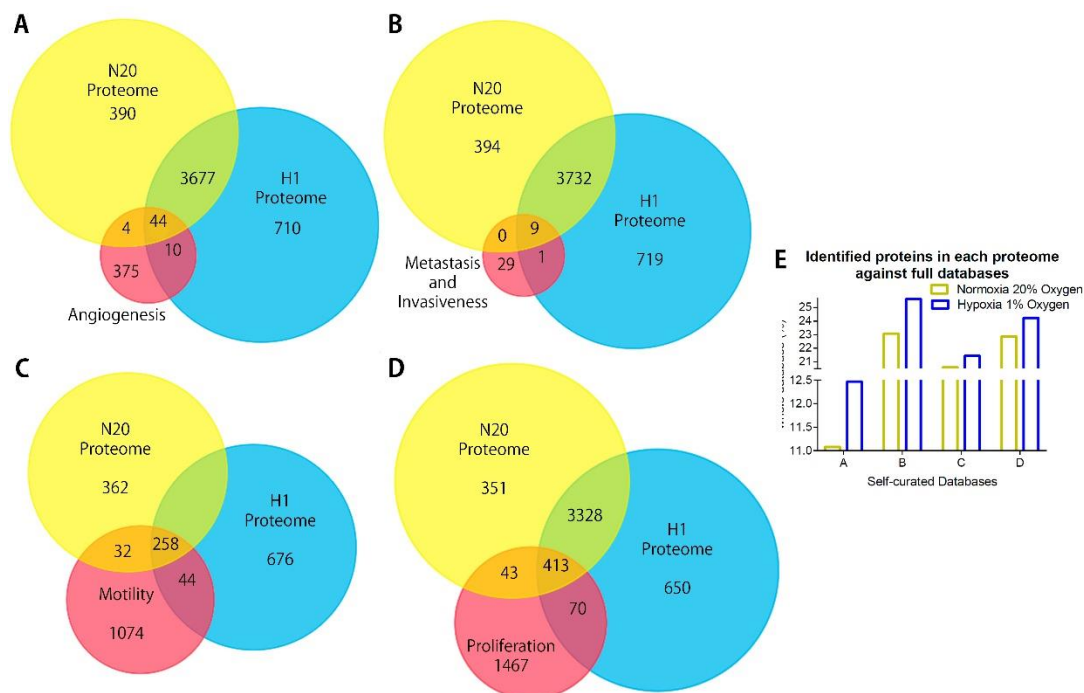 A
N20
Proteome
390
3677
H1
Proteome
710
4
44
10
375
Angiogenesis
B
N20
Proteome
394
3732
H1
Proteome
719
0
9
29
1
Metastasis
and
Invasiveness
C
N20
Proteome
362
H1
Proteome
676
32
258
44
Motility
1074
D
N20
Proteome
351
3328
H1
Proteome
650
43
413
70
Proliferation
1467
E
Identified proteins in each proteome
against full databases
Normoxia 20% Oxygen
Hypoxia 1% Oxygen
25
24
23
22
21
12.5
12.0
11.5
11.0
A B C D
Self-curated Databases